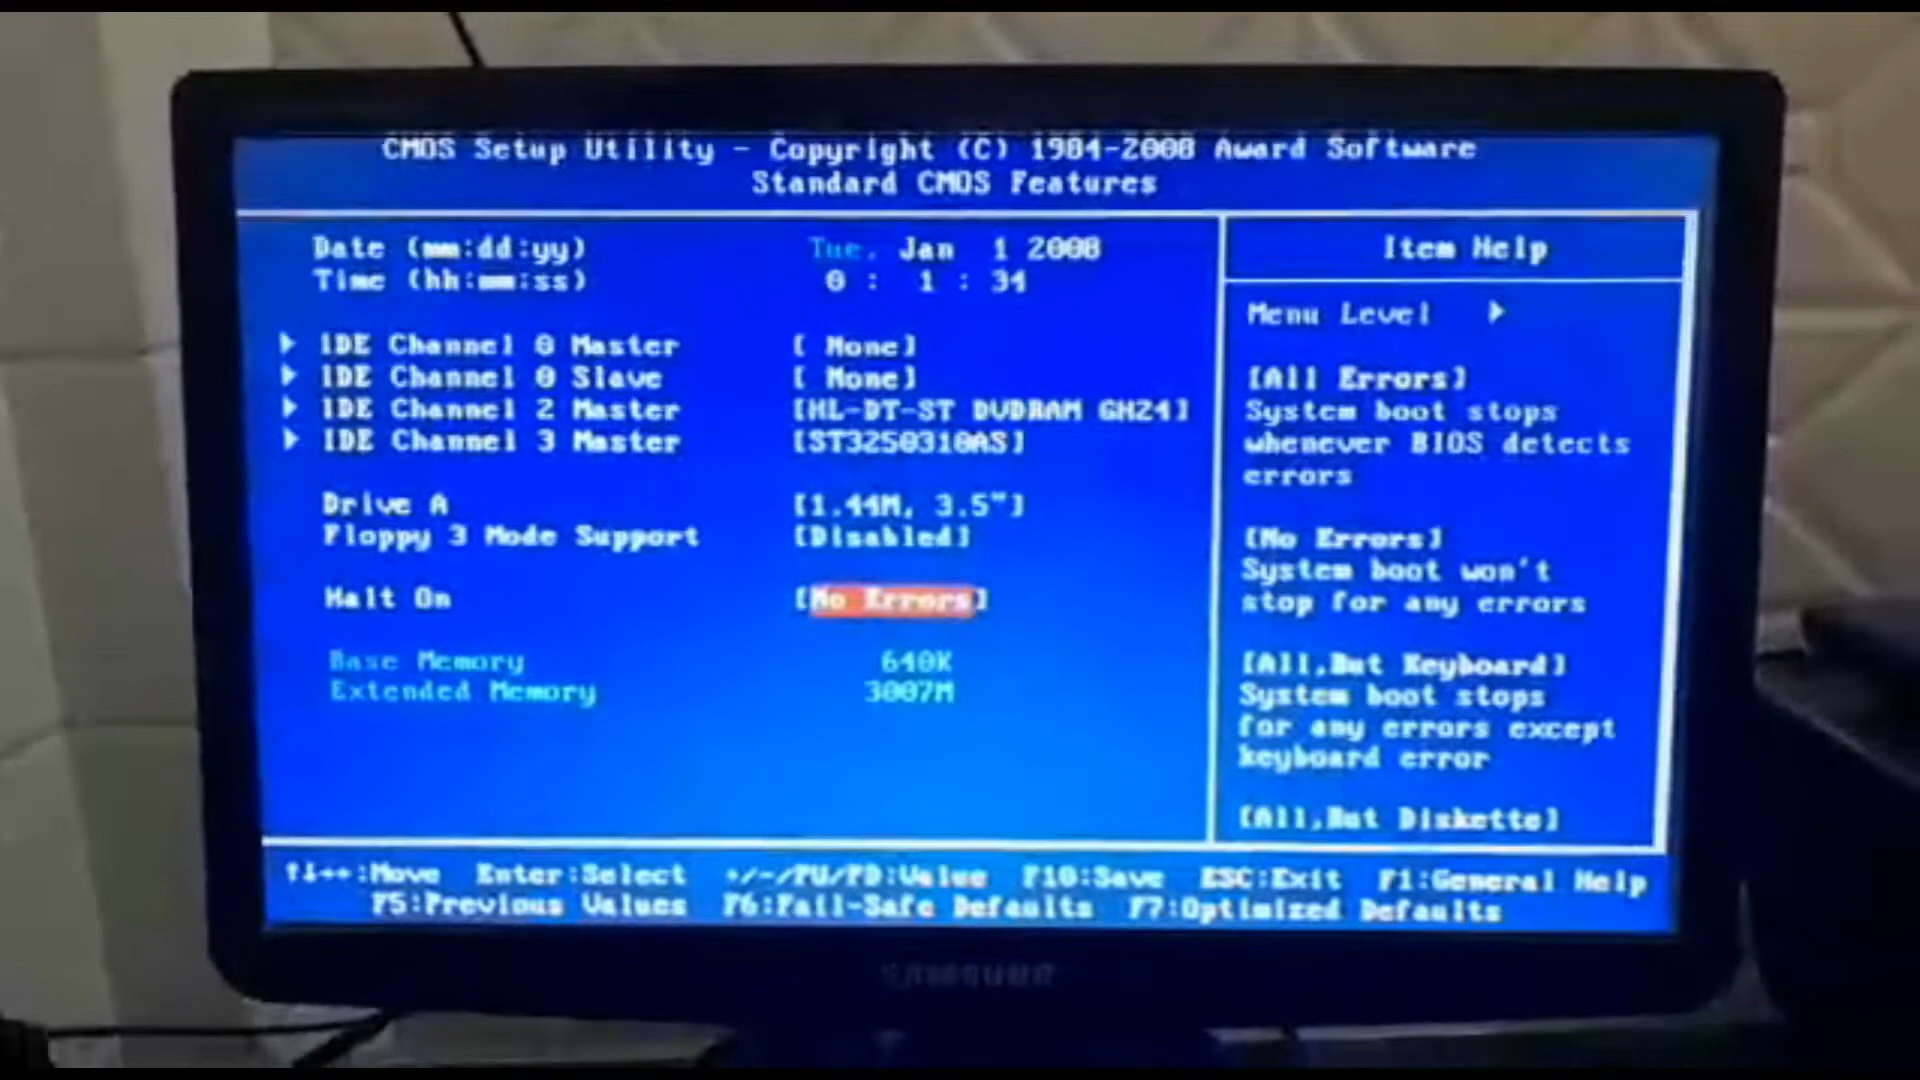 CMOS Setup Utility - Copyright (C) 1984-2008 Award Software
Standard CMOS Features
Date (mm:dd:yy) Tue, Jan 1 2008
Time (hh:mm:ss) 0 : 1 : 34
IDE Channel 0 Master [ None]
IDE Channel 0 Slave [ None]
IDE Channel 2 Master [HL-DT-ST DVDRAM GH24]
IDE Channel 3 Master [ST3250310AS]
Drive A [1.44M, 3.5"]
Floppy 3 Mode Support [Disabled]
Halt On [No Errors]
Base Memory 640K
Extended Memory 3007M
Item Help
Menu Level
[All Errors]
System boot stops
whenever BIOS detects
errors
[No Errors]
System boot won't
stop for any errors
[All,But Keyboard]
System boot stops
for any errors except
keyboard error
[All,But Diskette]
↑↓→←:Move Enter:Select +/-/PU/PD:Value F10:Save ESC:Exit F1:General Help
F5:Previous Values F6:Fail-Safe Defaults F7:Optimized Defaults
SAMSUNG